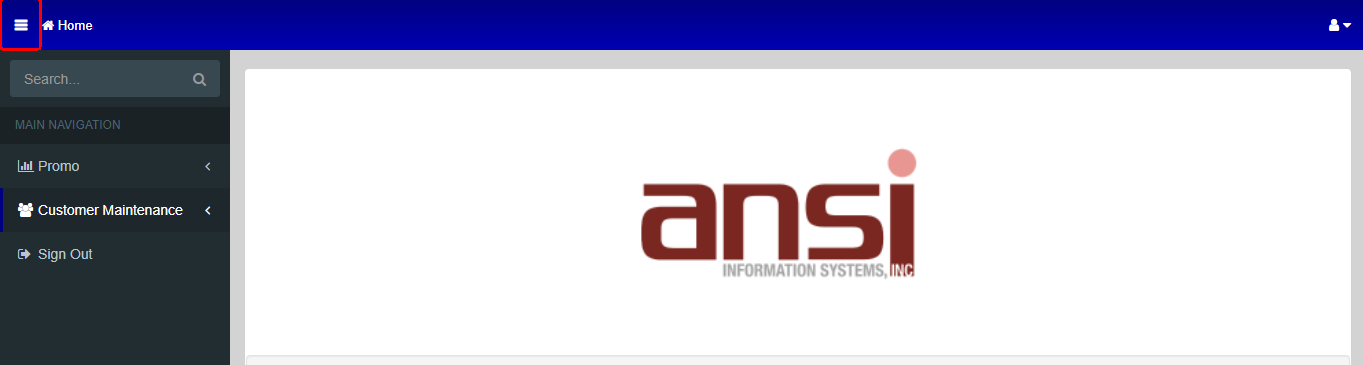 Home
Search...
MAIN NAVIGATION
Promo
Customer Maintenance
Sign Out
ansi
INFORMATION SYSTEMS, INC